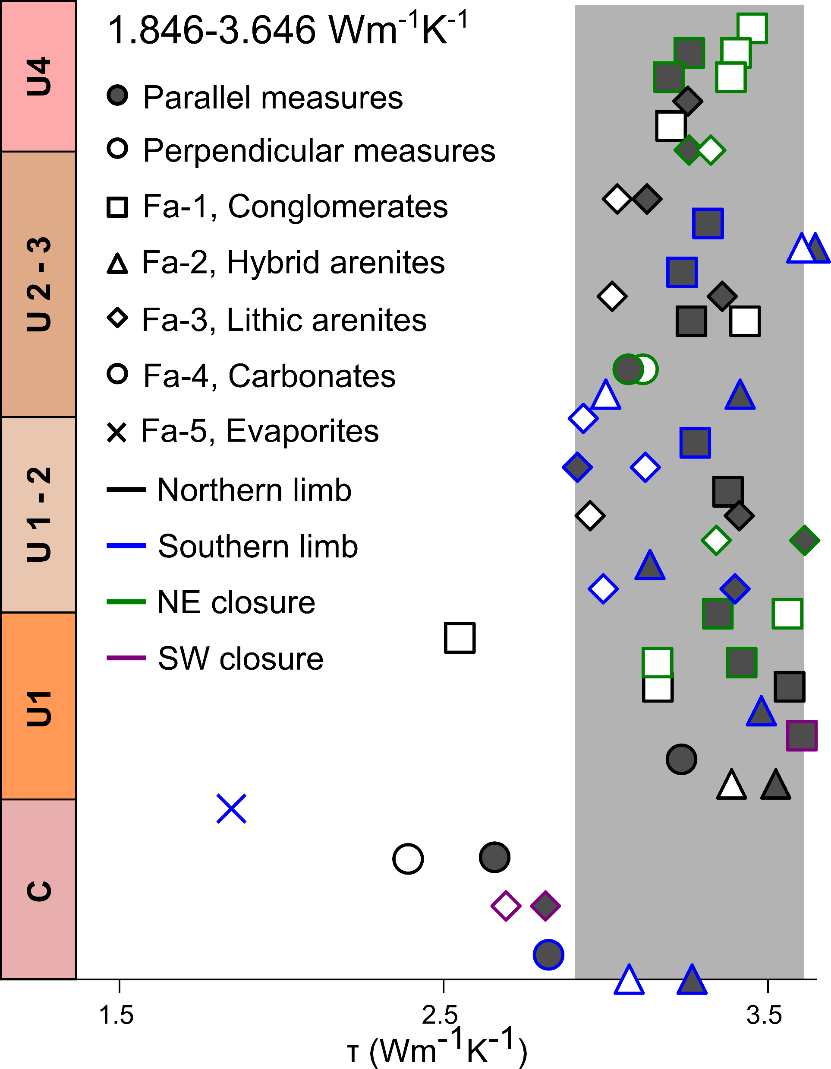 1.846-3.646 Wm⁻¹K⁻¹
Parallel measures
Perpendicular measures
Fa-1, Conglomerates
Fa-2, Hybrid arenites
Fa-3, Lithic arenites
Fa-4, Carbonates
Fa-5, Evaporites
Northern limb
Southern limb
NE closure
SW closure
U4
U 2 - 3
U 1 - 2
U1
C
1.5
2.5
3.5
τ (Wm⁻¹K⁻¹)